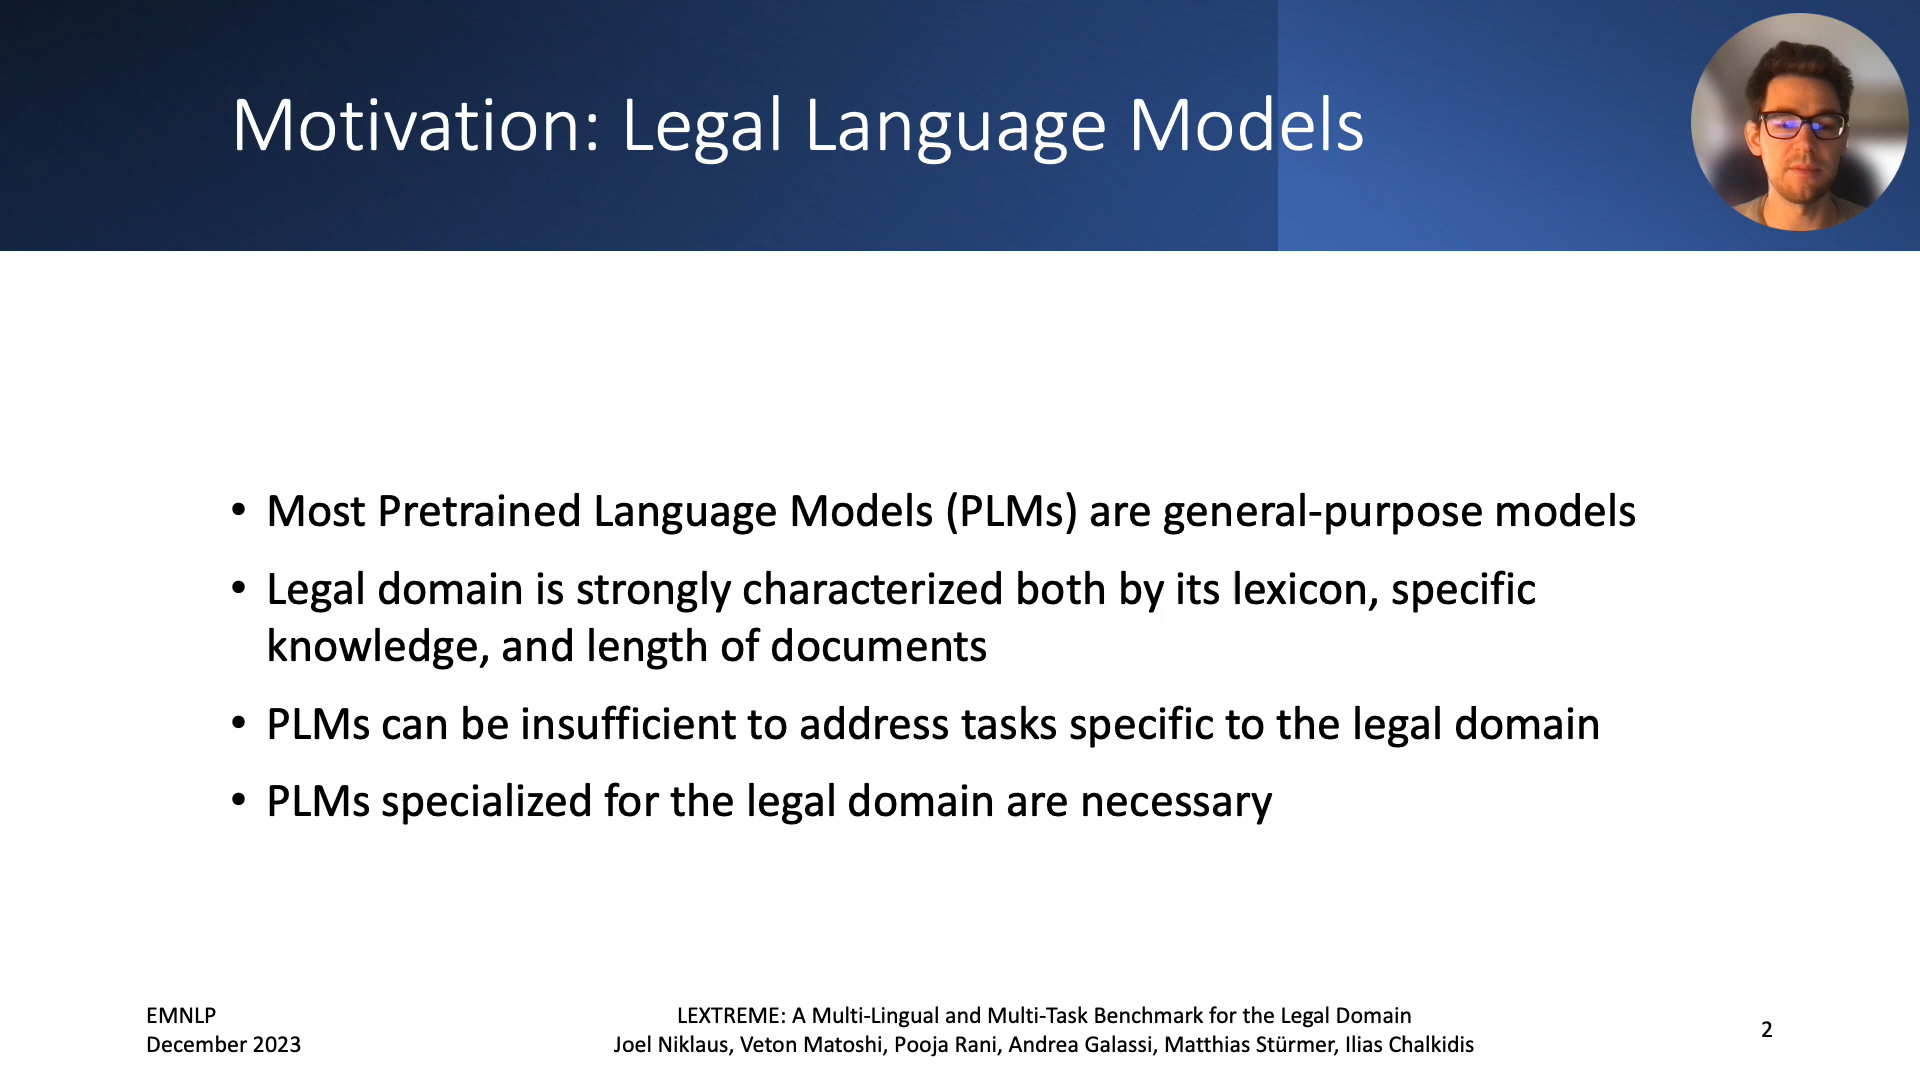 Motivation: Legal Language Models
• Most Pretrained Language Models (PLMs) are general-purpose models
• Legal domain is strongly characterized both by its lexicon, specific
knowledge, and length of documents
• PLMs can be insufficient to address tasks specific to the legal domain
• PLMs specialized for the legal domain are necessary
EMNLP
December 2023
LEXTREME: A Multi-Lingual and Multi-Task Benchmark for the Legal Domain
Joel Niklaus, Veton Matoshi, Pooja Rani, Andrea Galassi, Matthias Stürmer, Ilias Chalkidis
2